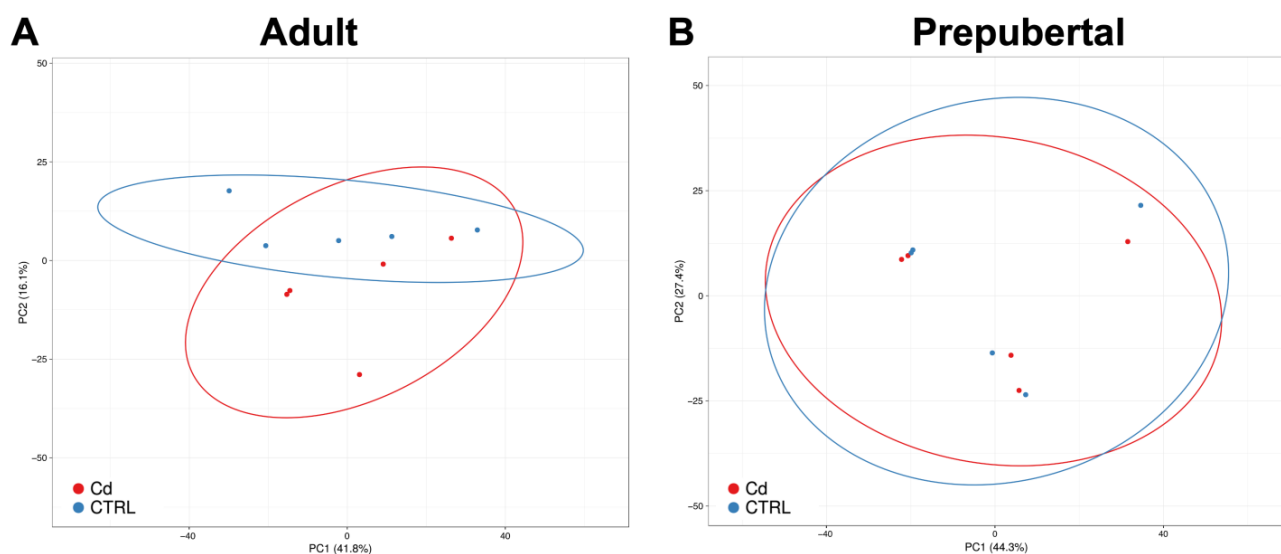 A Adult
50
25
0
−25
−50
PC2 (16.1%)
Cd
CTRL
−40 0 40
PC1 (41.8%)
B Prepubertal
50
25
0
−25
−50
PC2 (27.4%)
Cd
CTRL
−40 0 40
PC1 (44.3%)